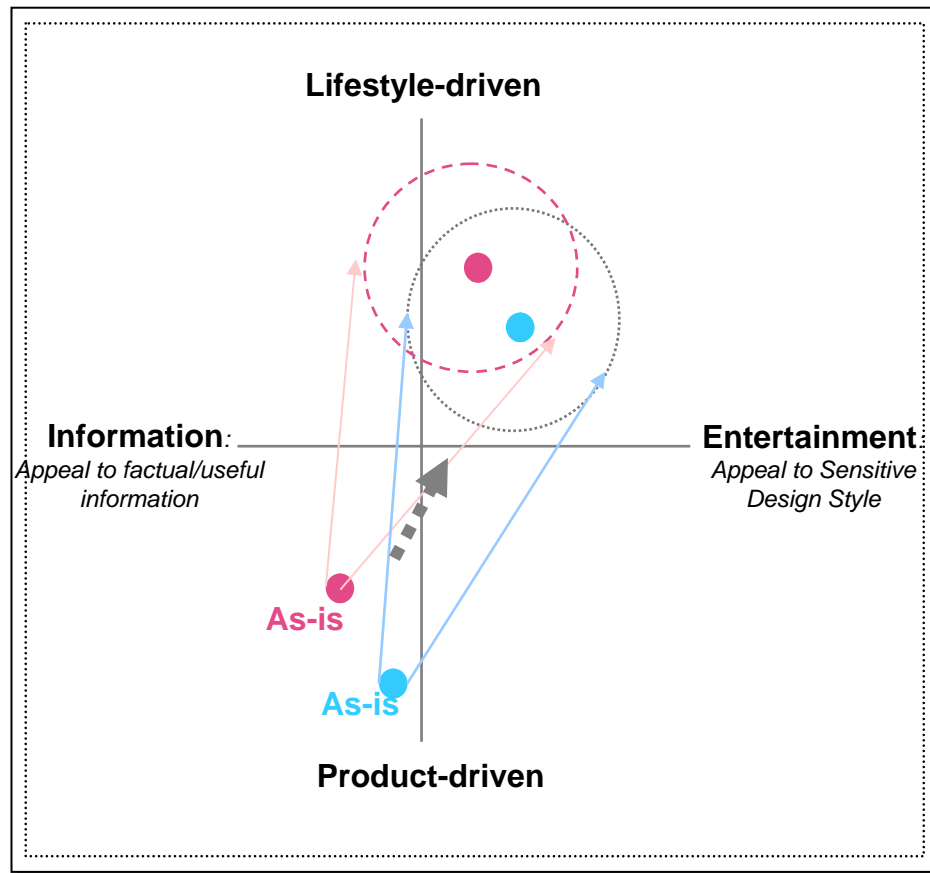 Lifestyle-driven
Information:
Appeal to factual/useful
information
Entertainment:
Appeal to Sensitive
Design Style
As-is
As-is
Product-driven